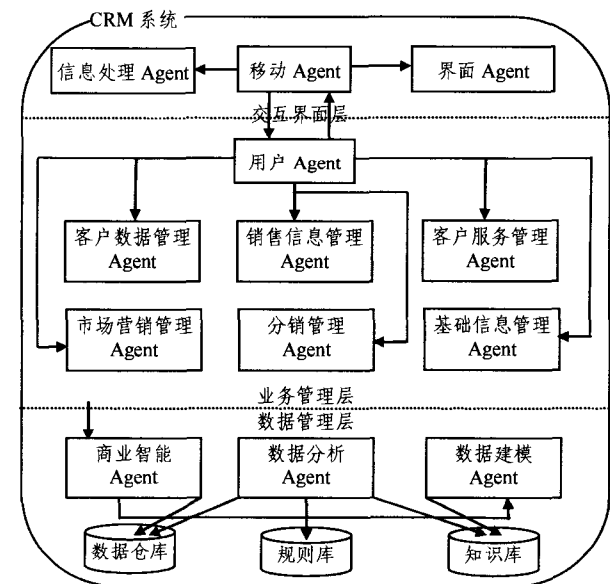 CRM 系统
信息处理 Agent
移动 Agent
界面 Agent
交互界面层
用户 Agent
客户数据管理
Agent
销售信息管理
Agent
客户服务管理
Agent
市场营销管理
Agent
分销管理
Agent
基础信息管理
Agent
业务管理层
数据管理层
商业智能
Agent
数据分析
Agent
数据建模
Agent
数据仓库
规则库
知识库